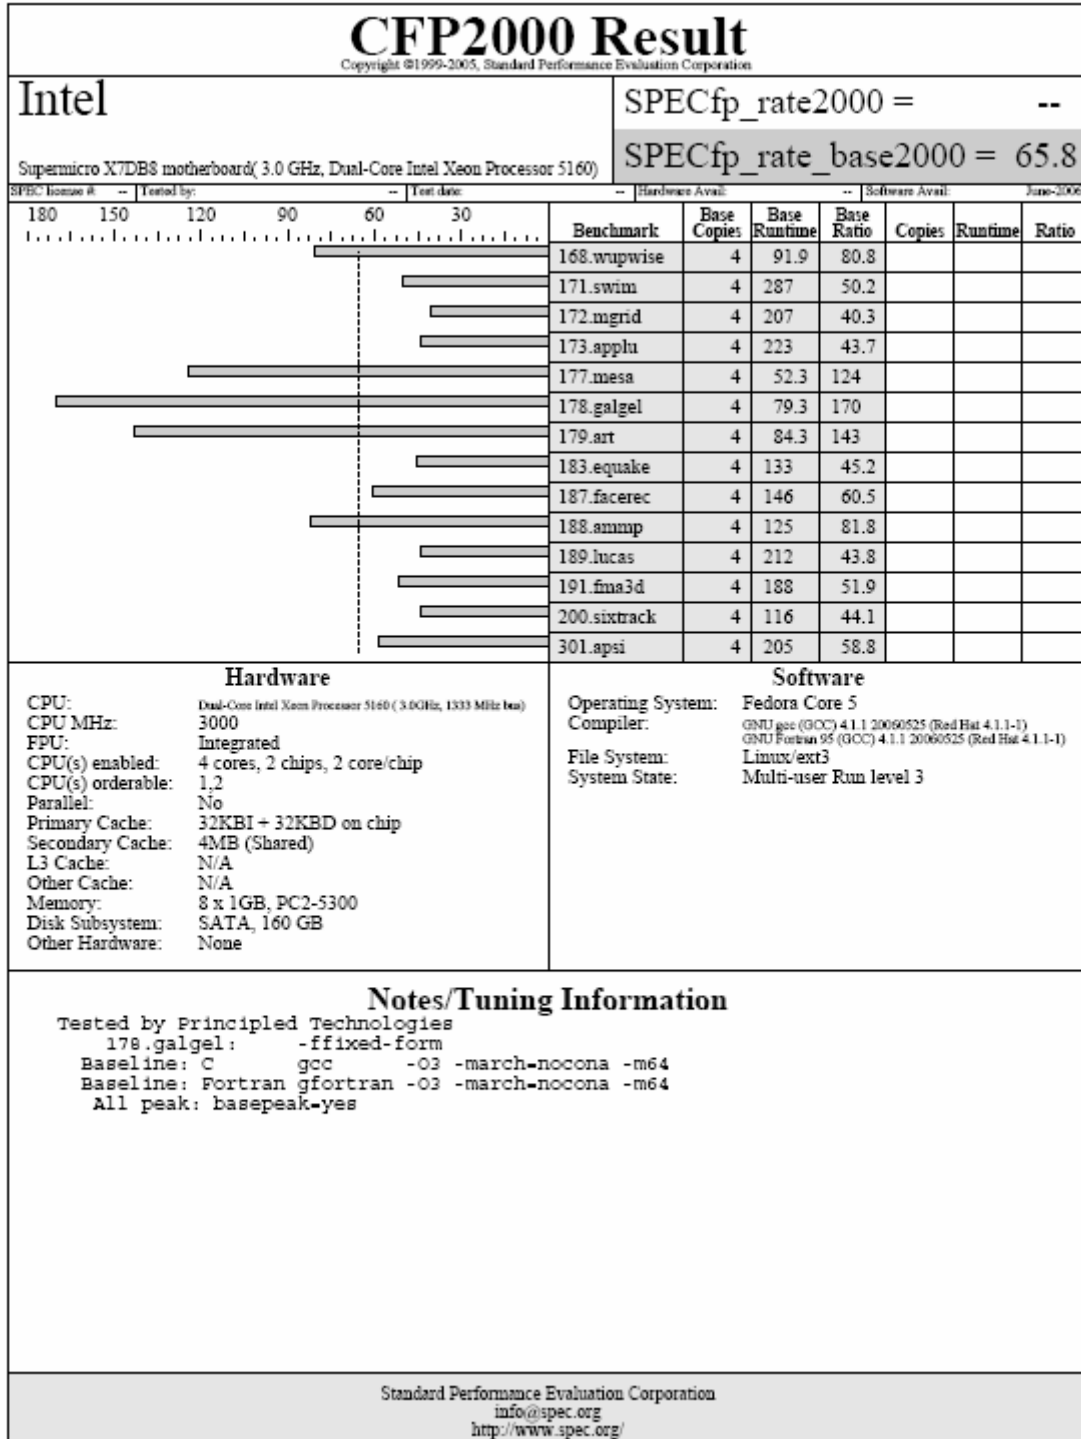 CFP2000 Result
Copyright ©1999-2005, Standard Performance Evaluation Corporation
Intel
Supermicro X7DB8 motherboard( 3.0 GHz, Dual-Core Intel Xeon Processor 5160)
SPECfp_rate2000 = --
SPECfp_rate_base2000 = 65.8
SPEC license #: -- Tested by: -- Test date: -- Hardware Avail: -- Software Avail: June-2006
180 150 120 90 60 30
Benchmark Base Copies Base Runtime Base Ratio Copies Runtime Ratio
168.wupwise 4 91.9 80.8
171.swim 4 287 50.2
172.mgrid 4 207 40.3
173.applu 4 223 43.7
177.mesa 4 52.3 124
178.galgel 4 79.3 170
179.art 4 84.3 143
183.equake 4 133 45.2
187.facerec 4 146 60.5
188.ammp 4 125 81.8
189.lucas 4 212 43.8
191.fma3d 4 188 51.9
200.sixtrack 4 116 44.1
301.apsi 4 205 58.8
Hardware
CPU: Dual-Core Intel Xeon Processor 5160 ( 3.0GHz, 1333 MHz bus)
CPU MHz: 3000
FPU: Integrated
CPU(s) enabled: 4 cores, 2 chips, 2 core/chip
CPU(s) orderable: 1,2
Parallel: No
Primary Cache: 32KBI + 32KBD on chip
Secondary Cache: 4MB (Shared)
L3 Cache: N/A
Other Cache: N/A
Memory: 8 x 1GB, PC2-5300
Disk Subsystem: SATA, 160 GB
Other Hardware: None
Software
Operating System: Fedora Core 5
Compiler: GNU gcc (GCC) 4.1.1 20060525 (Red Hat 4.1.1-1)
GNU Fortran 95 (GCC) 4.1.1 20060525 (Red Hat 4.1.1-1)
File System: Linux/ext3
System State: Multi-user Run level 3
Notes/Tuning Information
Tested by Principled Technologies
178.galgel: -ffixed-form
Baseline: C gcc -O3 -march=nocona -m64
Baseline: Fortran gfortran -O3 -march=nocona -m64
All peak: basepeak=yes
Standard Performance Evaluation Corporation
info@spec.org
http://www.spec.org/